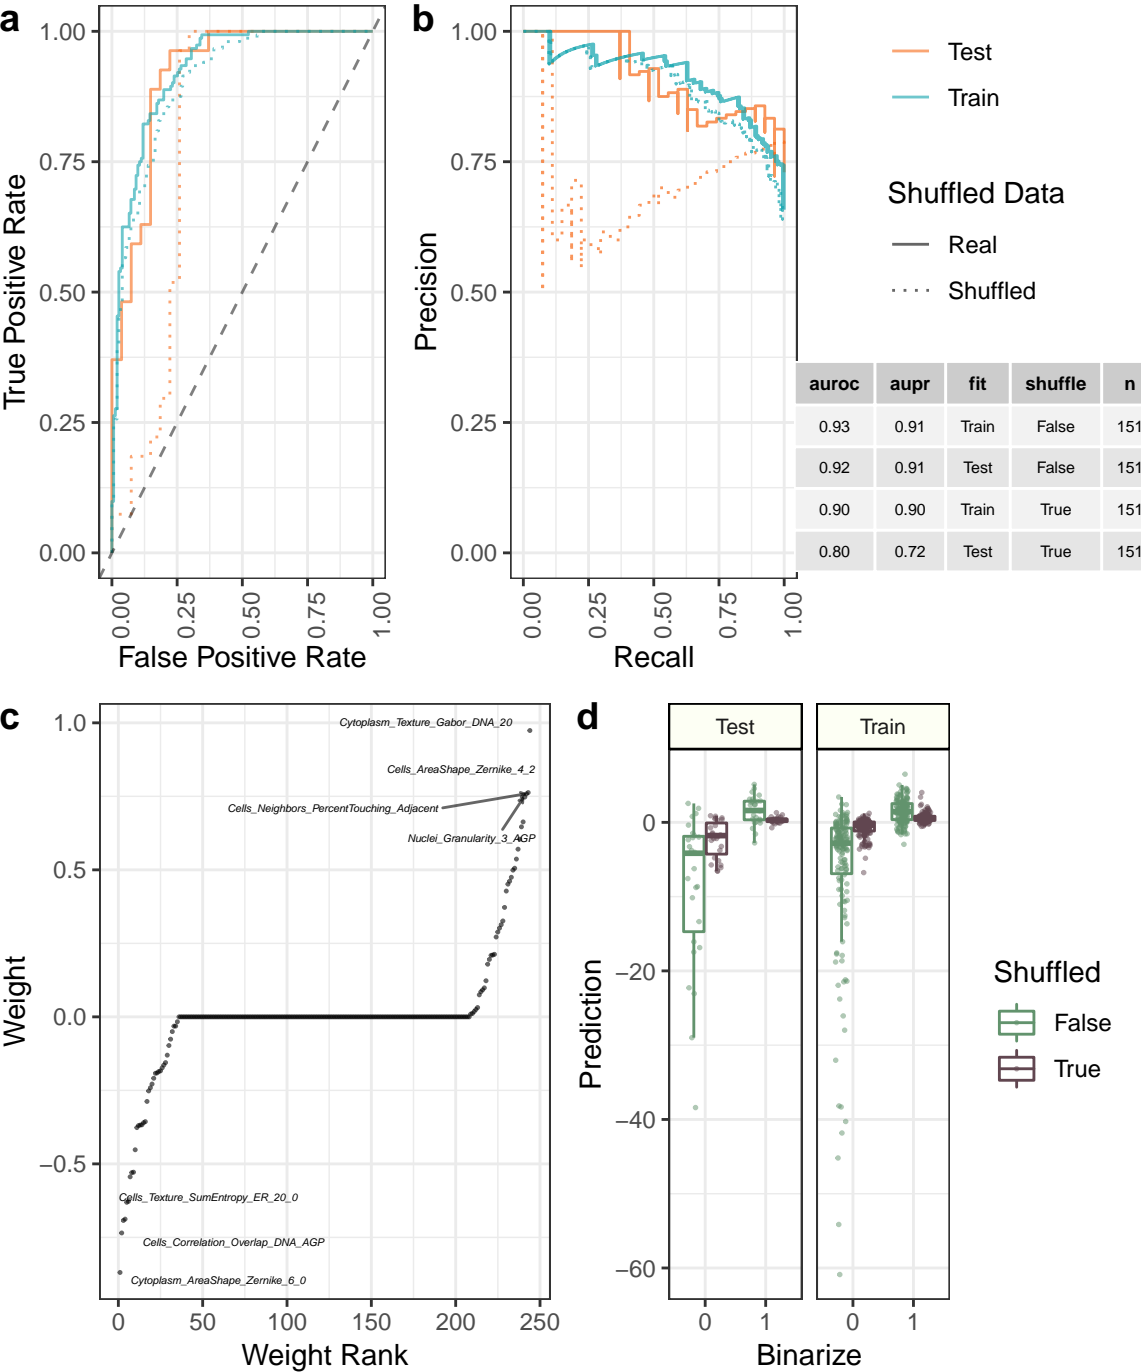 a
1.00
0.75
0.50
0.25
0.00
True Positive Rate
0.00
0.25
0.50
0.75
1.00
False Positive Rate
b
1.00
0.75
0.50
0.25
0.00
Precision
0.00
0.25
0.50
0.75
1.00
Recall
Test
Train
Shuffled Data
Real
Shuffled
auroc aupr fit shuffle n
0.93 0.91 Train False 151
0.92 0.91 Test False 151
0.90 0.90 Train True 151
0.80 0.72 Test True 151
c
1.0
0.5
0.0
−0.5
Weight
Cytoplasm_Texture_Gabor_DNA_20
Cells_AreaShape_Zernike_4_2
Cells_Neighbors_PercentTouching_Adjacent
Nuclei_Granularity_3_AGP
Cells_Texture_SumEntropy_ER_20_0
Cells_Correlation_Overlap_DNA_AGP
Cytoplasm_AreaShape_Zernike_6_0
0 50 100 150 200 250
Weight Rank
d
Test Train
0
−20
−40
−60
Prediction
0 1 0 1
Binarize
Shuffled
False
True